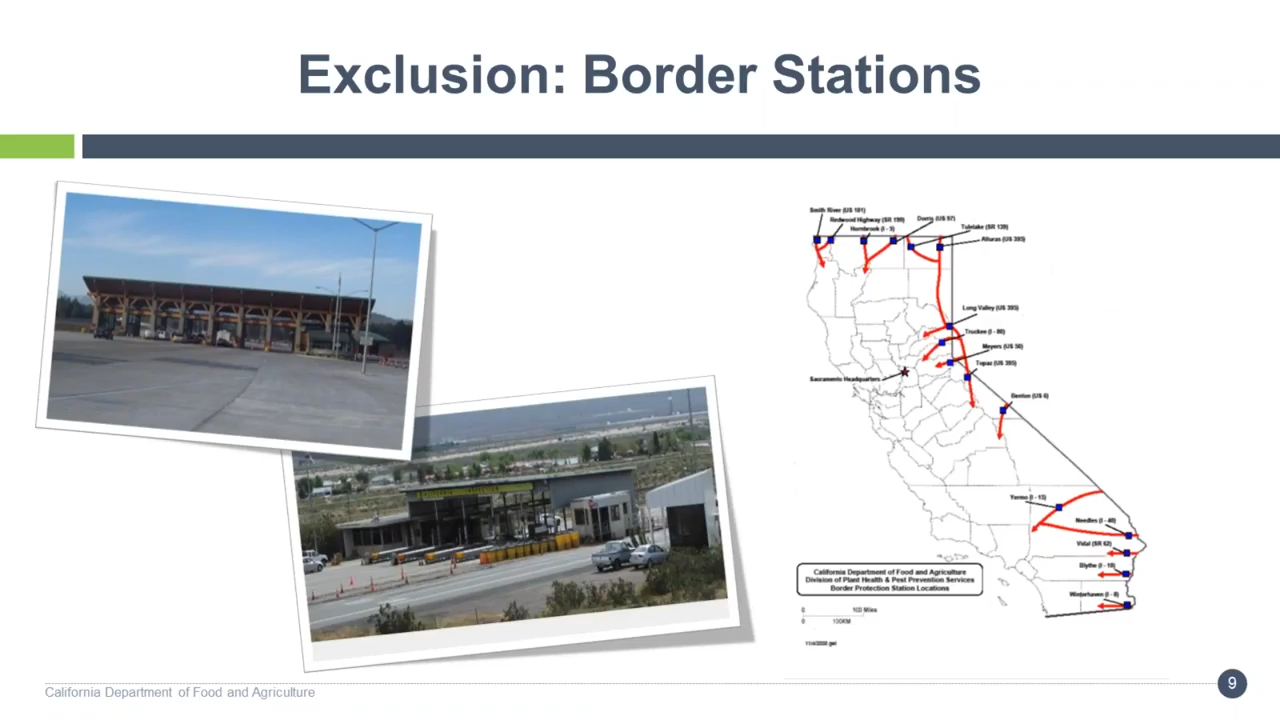 Exclusion: Border Stations
Smith River (US 101)
Redwood Highway (SR 199)
Hornbrook (I - 5)
Dorris (US 97)
Tulelake (SR 139)
Alturas (US 395)
Long Valley (US 395)
Truckee (I - 80)
Meyers (US 50)
Topaz (US 395)
Sacramento Headquarters
Benton (US 6)
Yermo (I - 15)
Needles (I - 40)
Vidal (SR 62)
Blythe (I - 10)
Winterhaven (I - 8)
California Department of Food and Agriculture
Division of Plant Health & Pest Prevention Services
Border Protection Station Locations
0 100 Miles
0 100KM
California Department of Food and Agriculture
9